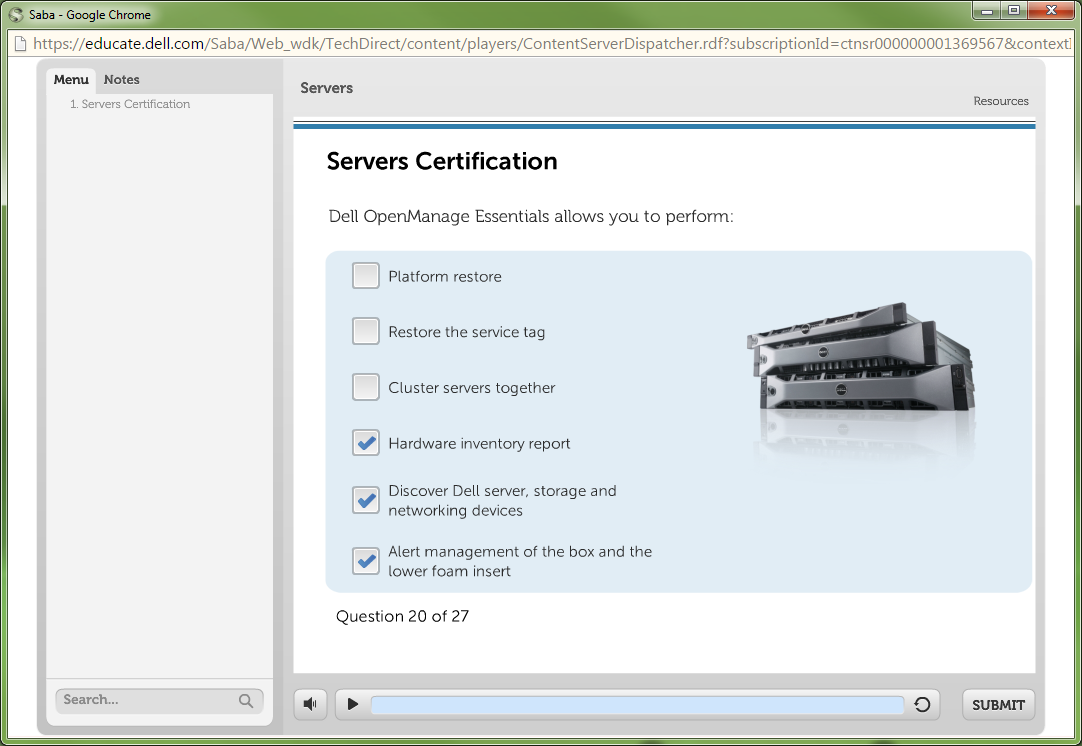 Saba - Google Chrome
https://educate.dell.com/Saba/Web_wdk/TechDirect/content/players/ContentServerDispatcher.rdf?subscriptionId=ctnsr000000001369567&context
Menu Notes
1. Servers Certification
Servers
Resources
Servers Certification
Dell OpenManage Essentials allows you to perform:
Platform restore
Restore the service tag
Cluster servers together
Hardware inventory report
Discover Dell server, storage and
networking devices
Alert management of the box and the
lower foam insert
Question 20 of 27
Search...
SUBMIT